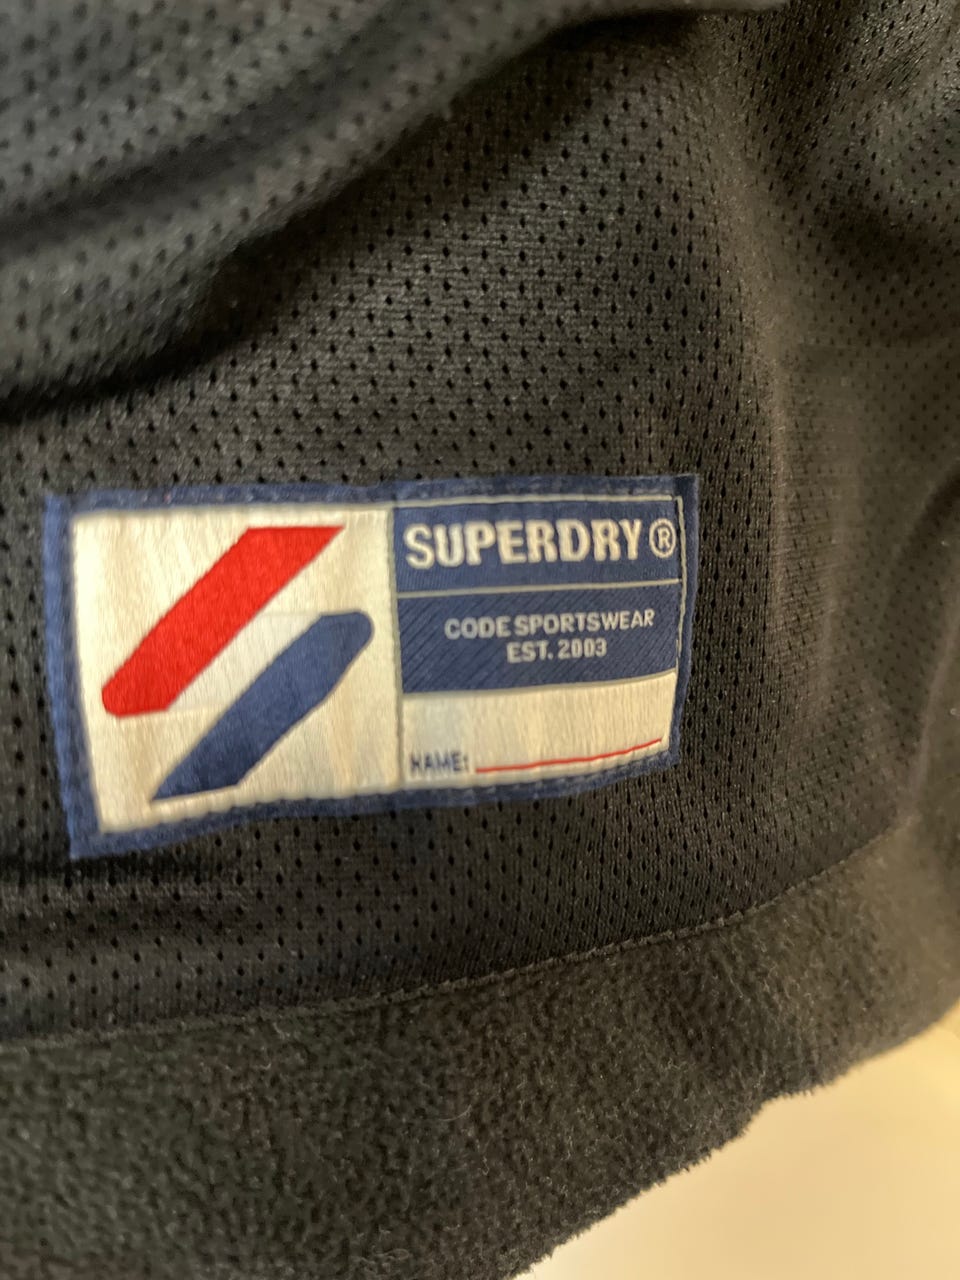 SUPERDRY®
CODE SPORTSWEAR
EST. 2003
NAME: